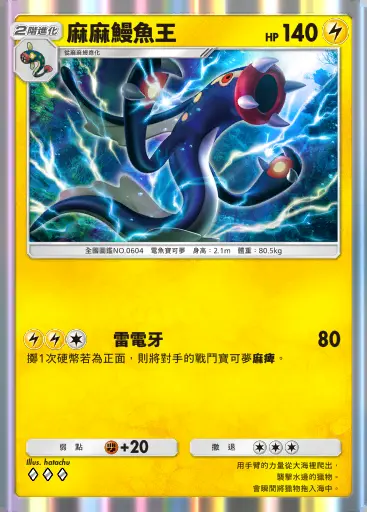 2階進化
麻麻鰻魚王
HP 140
從麻麻鰻進化
全國圖鑑NO.0604 電魚寶可夢 身高：2.1m 體重：80.5kg
雷電牙 80
擲1次硬幣若為正面，則將對手的戰鬥寶可夢麻痺。
弱點 +20 撤退
Illus. hatachu
用手臂的力量從大海裡爬出，
襲擊水邊的獵物。
會瞬間將獵物拖入海中。